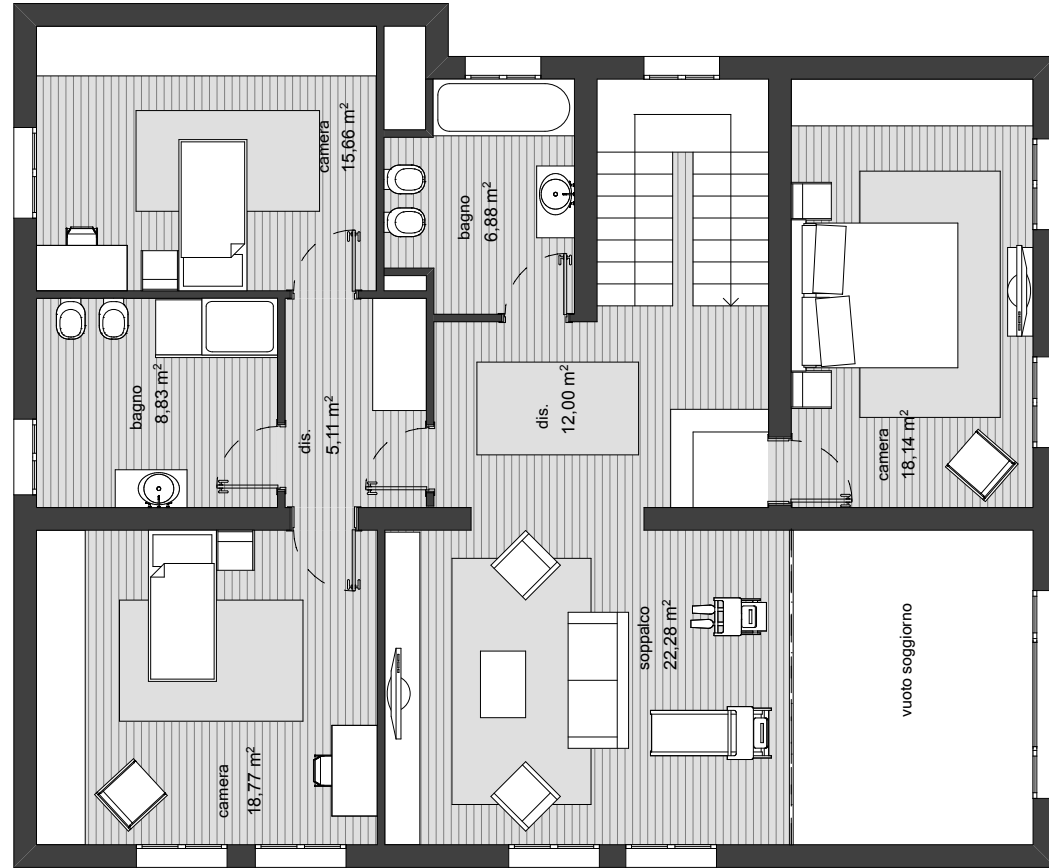 camera
15,66 m²
bagno
6,88 m²
bagno
8,83 m²
dis.
5,11 m²
dis.
12,00 m²
camera
18,14 m²
camera
18,77 m²
soppalco
22,28 m²
vuoto soggiorno